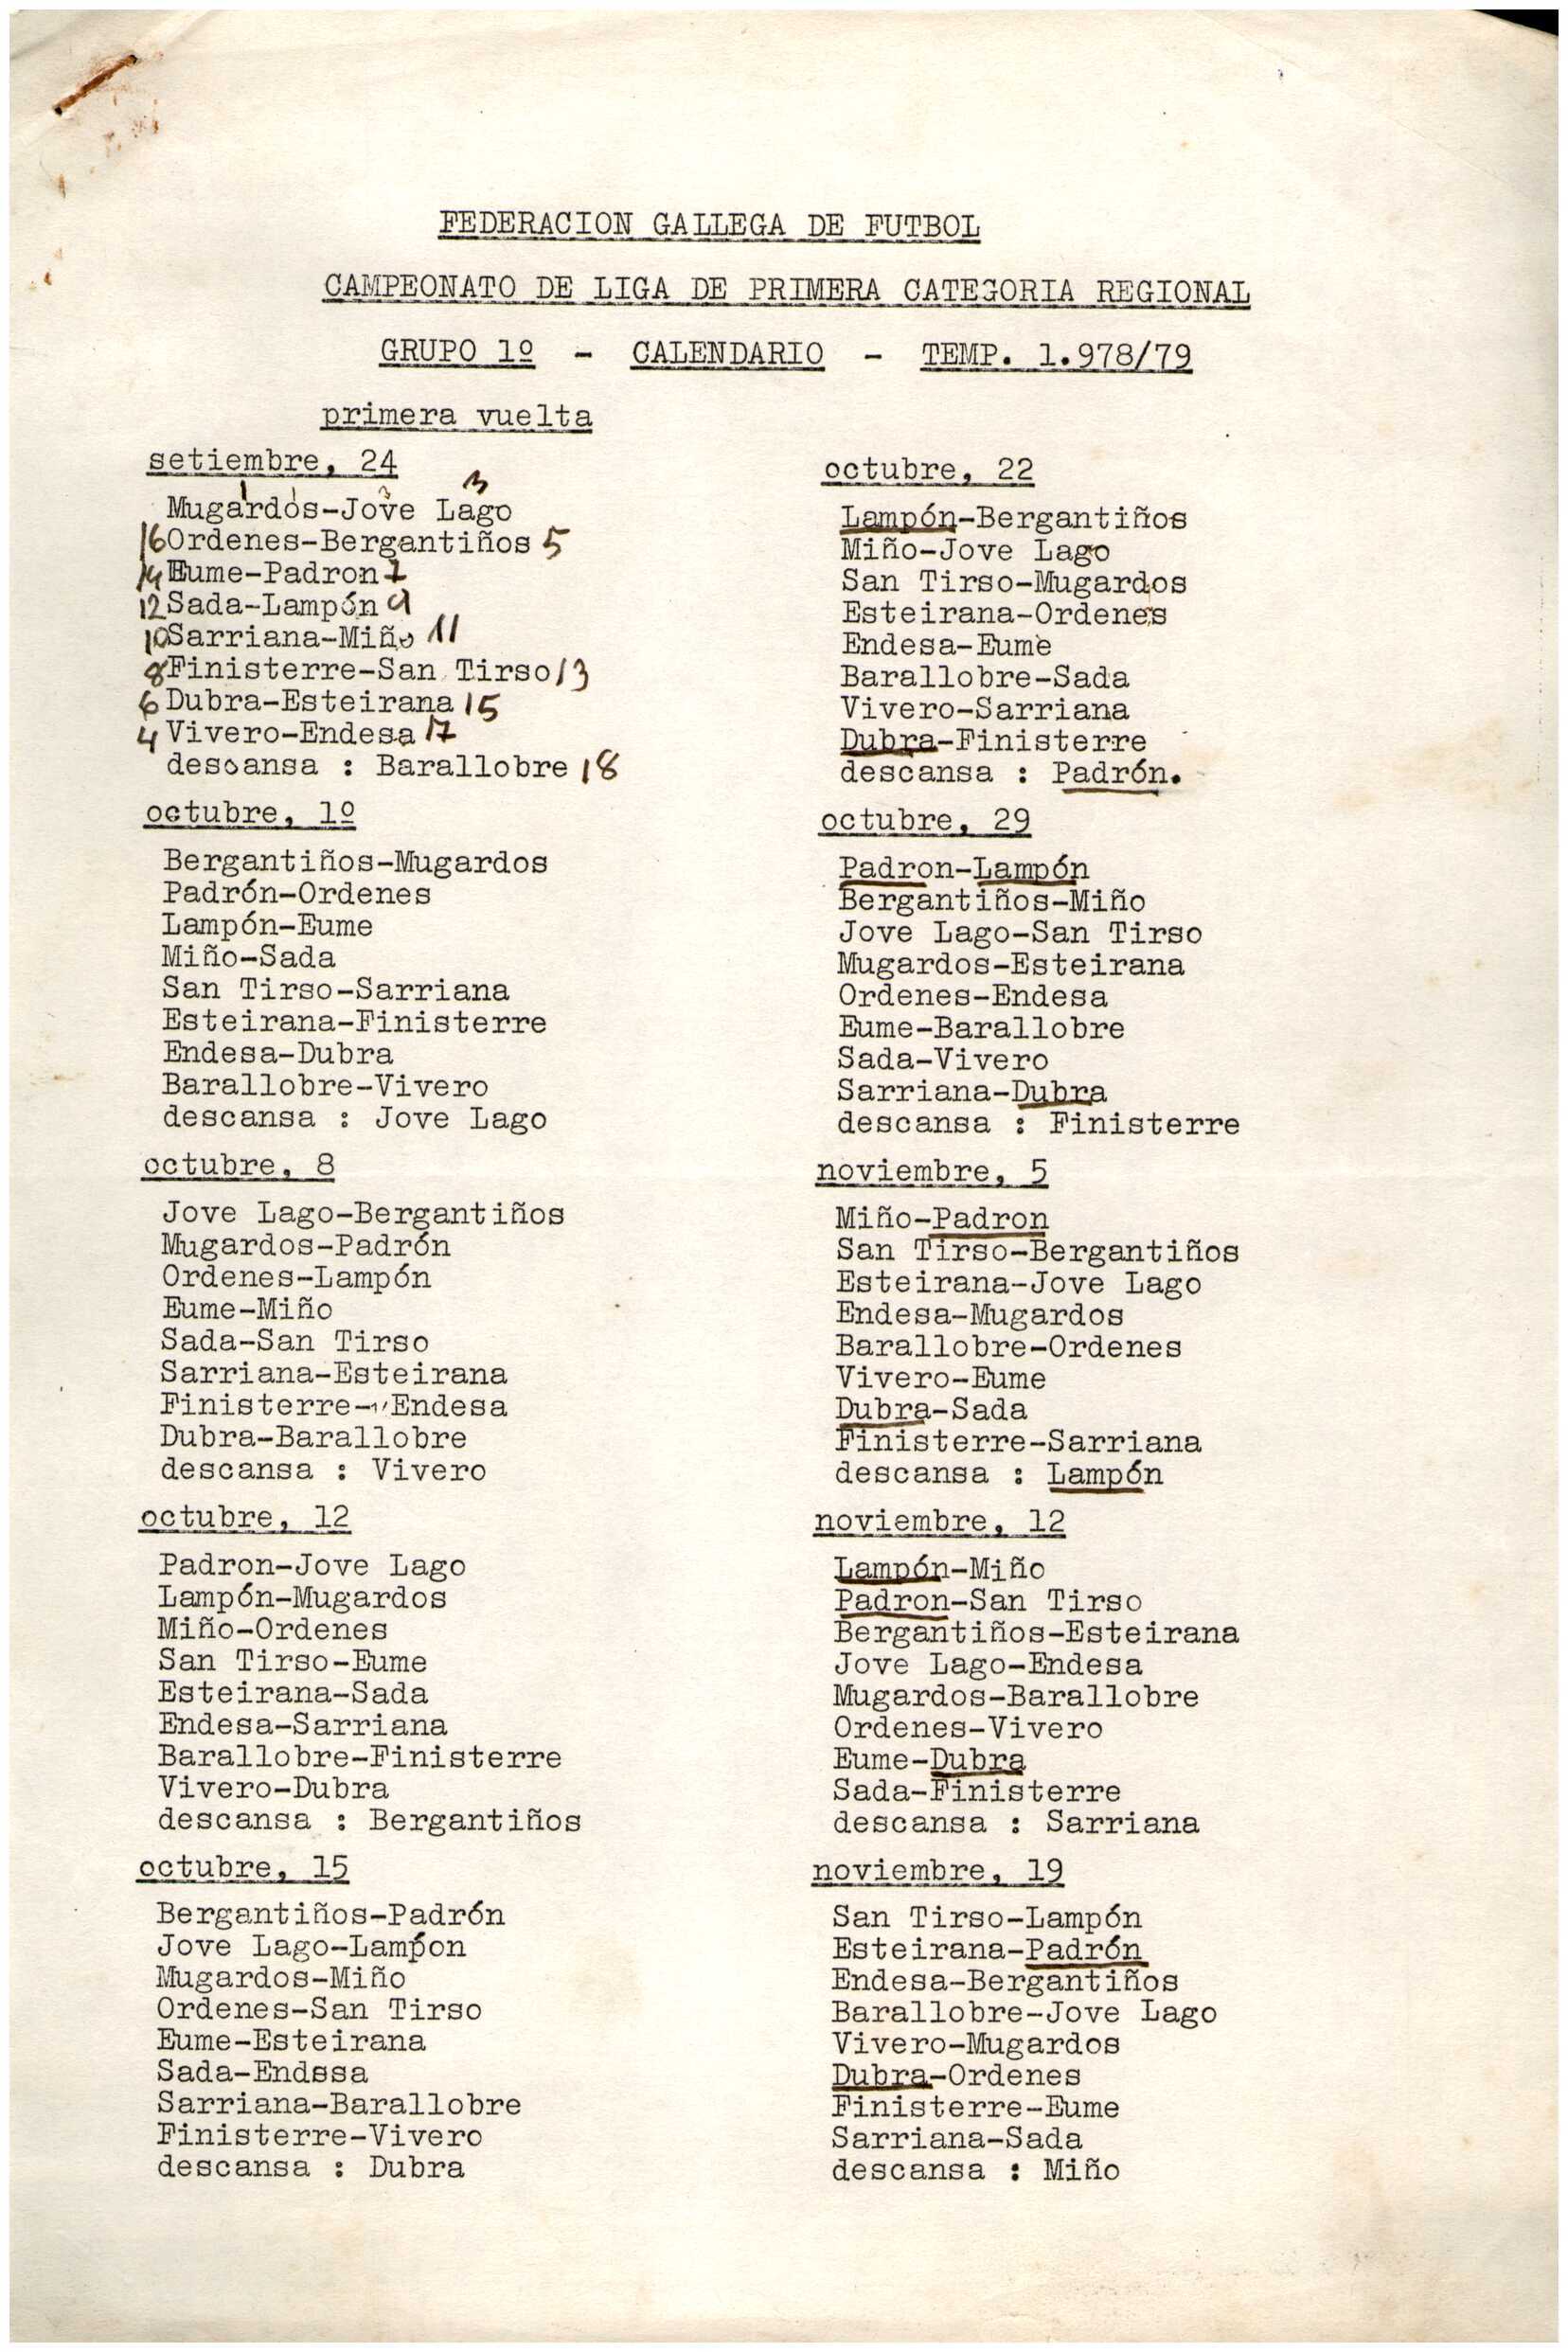 FEDERACION GALLEGA DE FUTBOL
CAMPEONATO DE LIGA DE PRIMERA CATEGORIA REGIONAL
GRUPO 1º - CALENDARIO - TEMP. 1.978/79
primera vuelta
setiembre, 24
1 3
Mugardos-Jove Lago
16 Ordenes-Bergantiños 5
14 Eume-Padron 7
12 Sada-Lampón 9
10 Sarriana-Miño 11
8 Finisterre-San Tirso 13
6 Dubra-Esteirana 15
4 Vivero-Endesa 17
descansa : Barallobre 18
octubre, 1º
Bergantiños-Mugardos
Padrón-Ordenes
Lampón-Eume
Miño-Sada
San Tirso-Sarriana
Esteirana-Finisterre
Endesa-Dubra
Barallobre-Vivero
descansa : Jove Lago
octubre, 8
Jove Lago-Bergantiños
Mugardos-Padrón
Ordenes-Lampón
Eume-Miño
Sada-San Tirso
Sarriana-Esteirana
Finisterre-Endesa
Dubra-Barallobre
descansa : Vivero
octubre, 12
Padron-Jove Lago
Lampón-Mugardos
Miño-Ordenes
San Tirso-Eume
Esteirana-Sada
Endesa-Sarriana
Barallobre-Finisterre
Vivero-Dubra
descansa : Bergantiños
octubre, 15
Bergantiños-Padrón
Jove Lago-Lampon
Mugardos-Miño
Ordenes-San Tirso
Eume-Esteirana
Sada-Endssa
Sarriana-Barallobre
Finisterre-Vivero
descansa : Dubra
octubre, 22
Lampón-Bergantiños
Miño-Jove Lago
San Tirso-Mugardos
Esteirana-Ordenes
Endesa-Eume
Barallobre-Sada
Vivero-Sarriana
Dubra-Finisterre
descansa : Padrón.
octubre, 29
Padron-Lampón
Bergantiños-Miño
Jove Lago-San Tirso
Mugardos-Esteirana
Ordenes-Endesa
Eume-Barallobre
Sada-Vivero
Sarriana-Dubra
descansa : Finisterre
noviembre, 5
Miño-Padron
San Tirso-Bergantiños
Esteirana-Jove Lago
Endesa-Mugardos
Barallobre-Ordenes
Vivero-Eume
Dubra-Sada
Finisterre-Sarriana
descansa : Lampón
noviembre, 12
Lampón-Miño
Padron-San Tirso
Bergantiños-Esteirana
Jove Lago-Endesa
Mugardos-Barallobre
Ordenes-Vivero
Eume-Dubra
Sada-Finisterre
descansa : Sarriana
noviembre, 19
San Tirso-Lampón
Esteirana-Padrón
Endesa-Bergantiños
Barallobre-Jove Lago
Vivero-Mugardos
Dubra-Ordenes
Finisterre-Eume
Sarriana-Sada
descansa : Miño